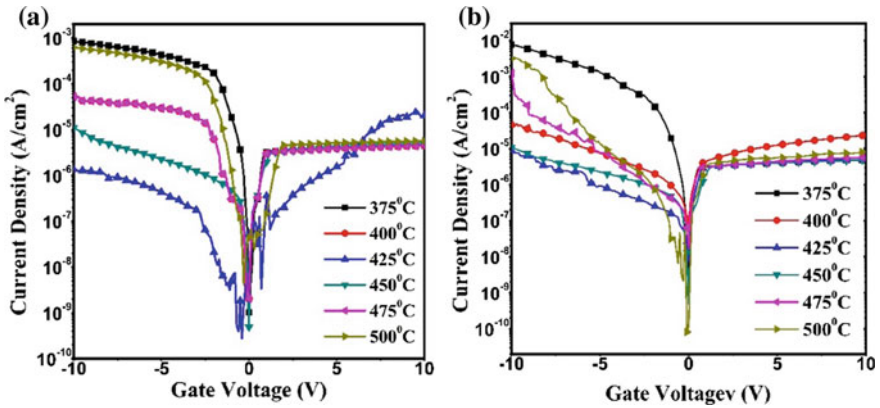 (a)
Current Density (A/cm²)
10⁻³
10⁻⁴
10⁻⁵
10⁻⁶
10⁻⁷
10⁻⁸
10⁻⁹
10⁻¹⁰
-10
-5
0
5
10
Gate Voltage (V)
375⁰C
400⁰C
425⁰C
450⁰C
475⁰C
500⁰C
(b)
Current Density (A/cm²)
10⁻²
10⁻³
10⁻⁴
10⁻⁵
10⁻⁶
10⁻⁷
10⁻⁸
10⁻⁹
10⁻¹⁰
-10
-5
0
5
10
Gate Voltagev (V)
375⁰C
400⁰C
425⁰C
450⁰C
475⁰C
500⁰C